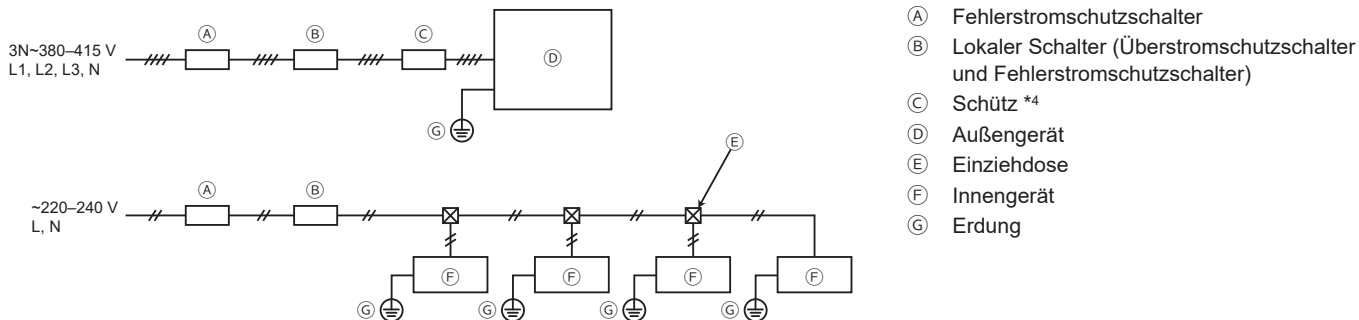 3N~380–415 V
L1, L2, L3, N
Ⓐ Ⓑ Ⓒ Ⓓ
Ⓖ
Ⓔ
~220–240 V
L, N
Ⓐ Ⓑ
Ⓕ Ⓕ Ⓕ Ⓕ
Ⓖ Ⓖ Ⓖ Ⓖ
Ⓐ Fehlerstromschutzschalter
Ⓑ Lokaler Schalter (Überstromschutzschalter
und Fehlerstromschutzschalter)
Ⓒ Schütz *4
Ⓓ Außengerät
Ⓔ Einziehdose
Ⓕ Innengerät
Ⓖ Erdung